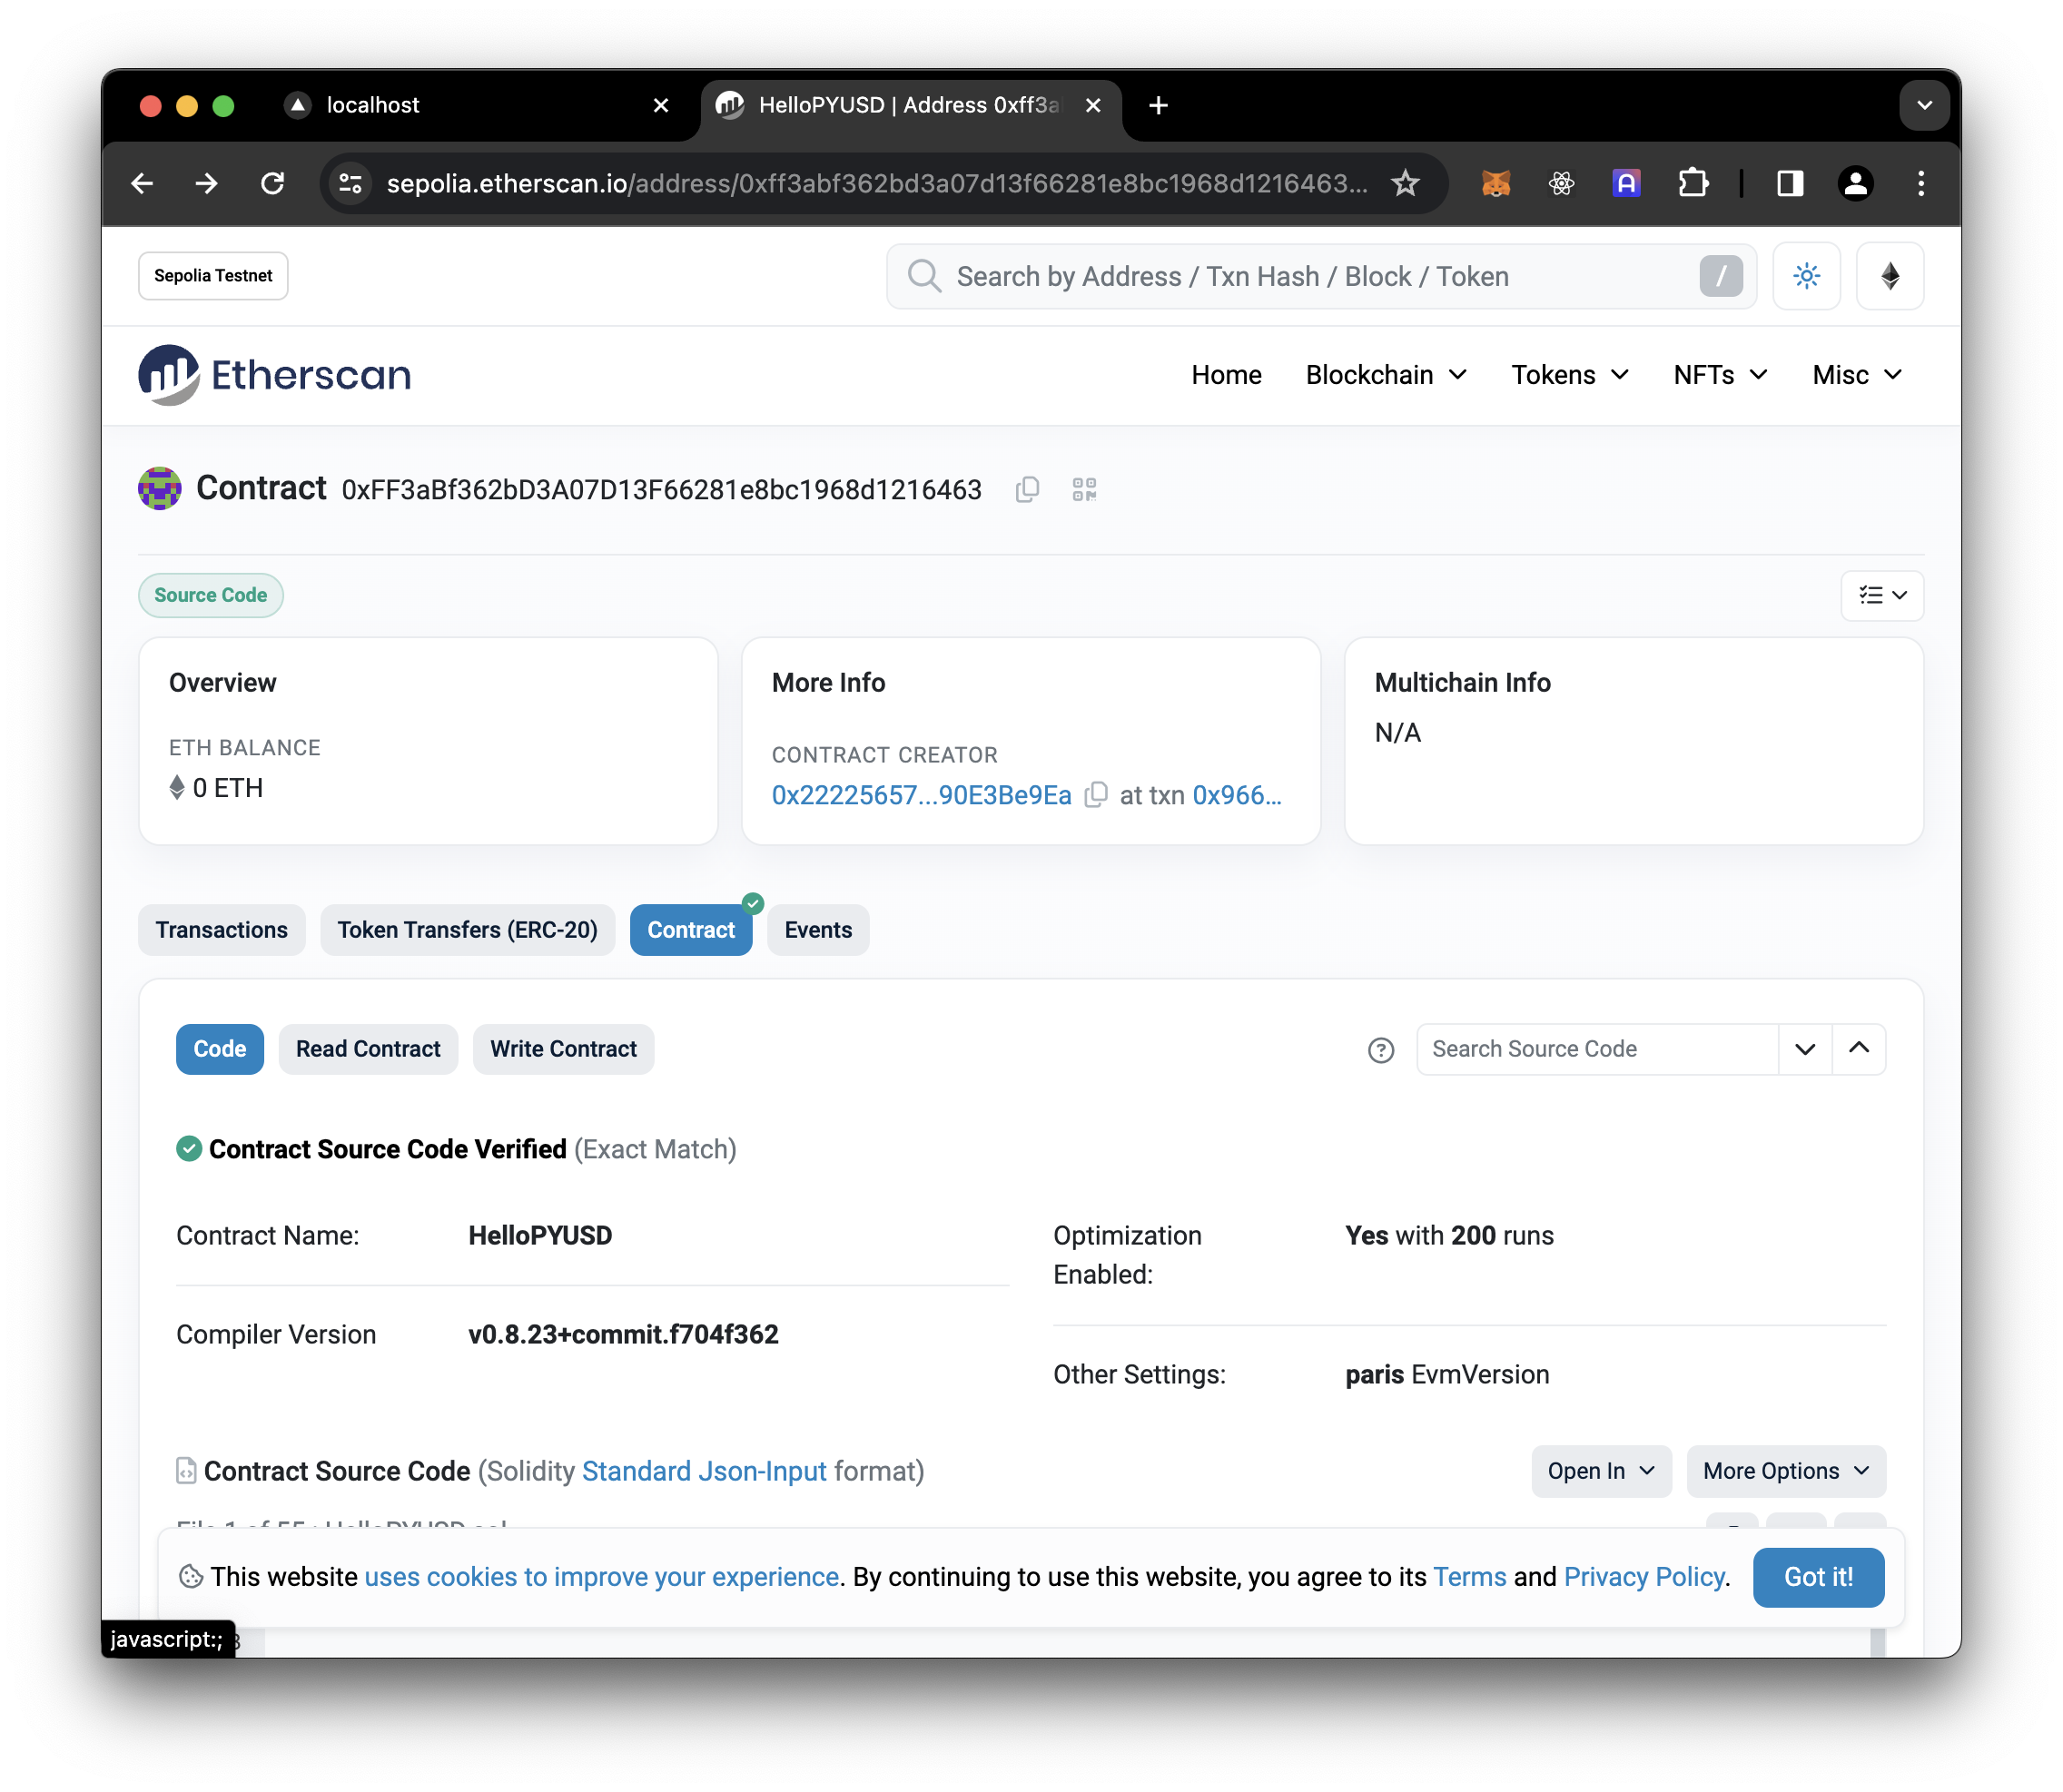 localhost
HelloPYUSD | Address 0xff3a
sepolia.etherscan.io/address/0xff3abf362bd3a07d13f66281e8bc1968d1216463...
Sepolia Testnet
Search by Address / Txn Hash / Block / Token /
Etherscan
Home Blockchain Tokens NFTs Misc
Contract 0xFF3aBf362bD3A07D13F66281e8bc1968d1216463
Source Code
Overview
ETH BALANCE
0 ETH
More Info
CONTRACT CREATOR
0x22225657...90E3Be9Ea at txn 0x966...
Multichain Info
N/A
Transactions Token Transfers (ERC-20) Contract Events
Code Read Contract Write Contract
Search Source Code
Contract Source Code Verified (Exact Match)
Contract Name: HelloPYUSD
Compiler Version v0.8.23+commit.f704f362
Optimization
Enabled:
Yes with 200 runs
Other Settings: paris EvmVersion
Contract Source Code (Solidity Standard Json-Input format)
Open In More Options
File 1 of 55 : HelloPYUSD.sol
This website uses cookies to improve your experience. By continuing to use this website, you agree to its Terms and Privacy Policy.
Got it!
javascript:;